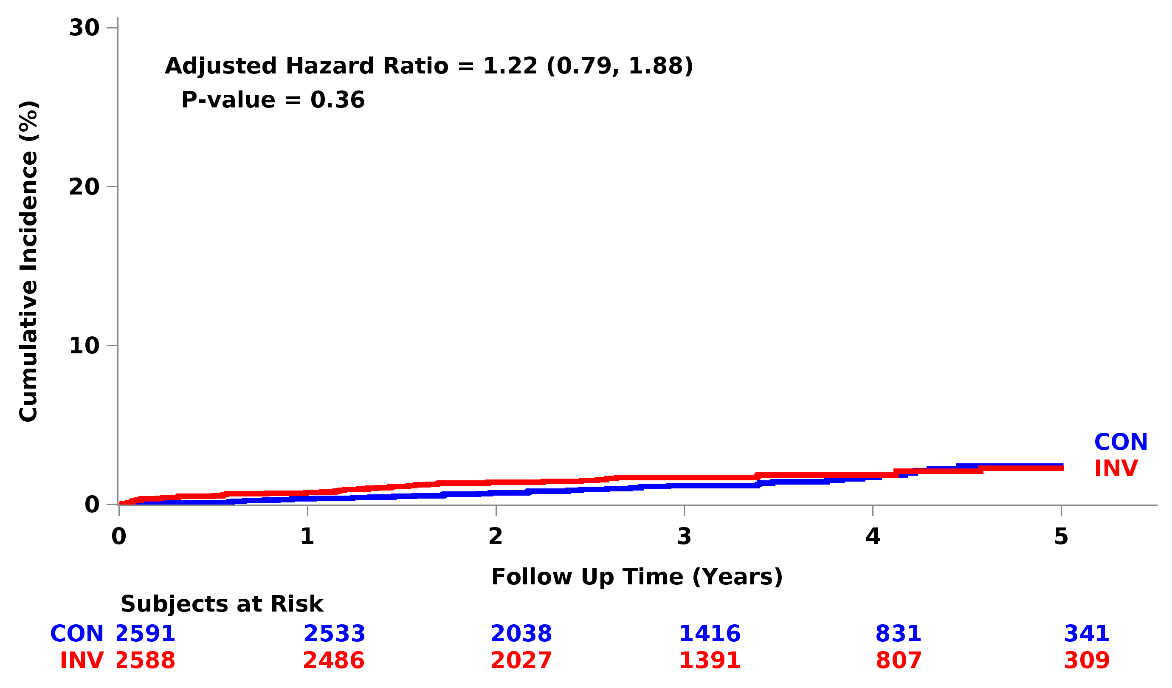 30
Adjusted Hazard Ratio = 1.22 (0.79, 1.88)
P-value = 0.36
20
Cumulative Incidence (%)
10
CON
INV
0
0 1 2 3 4 5
Follow Up Time (Years)
Subjects at Risk
CON 2591 2533 2038 1416 831 341
INV 2588 2486 2027 1391 807 309